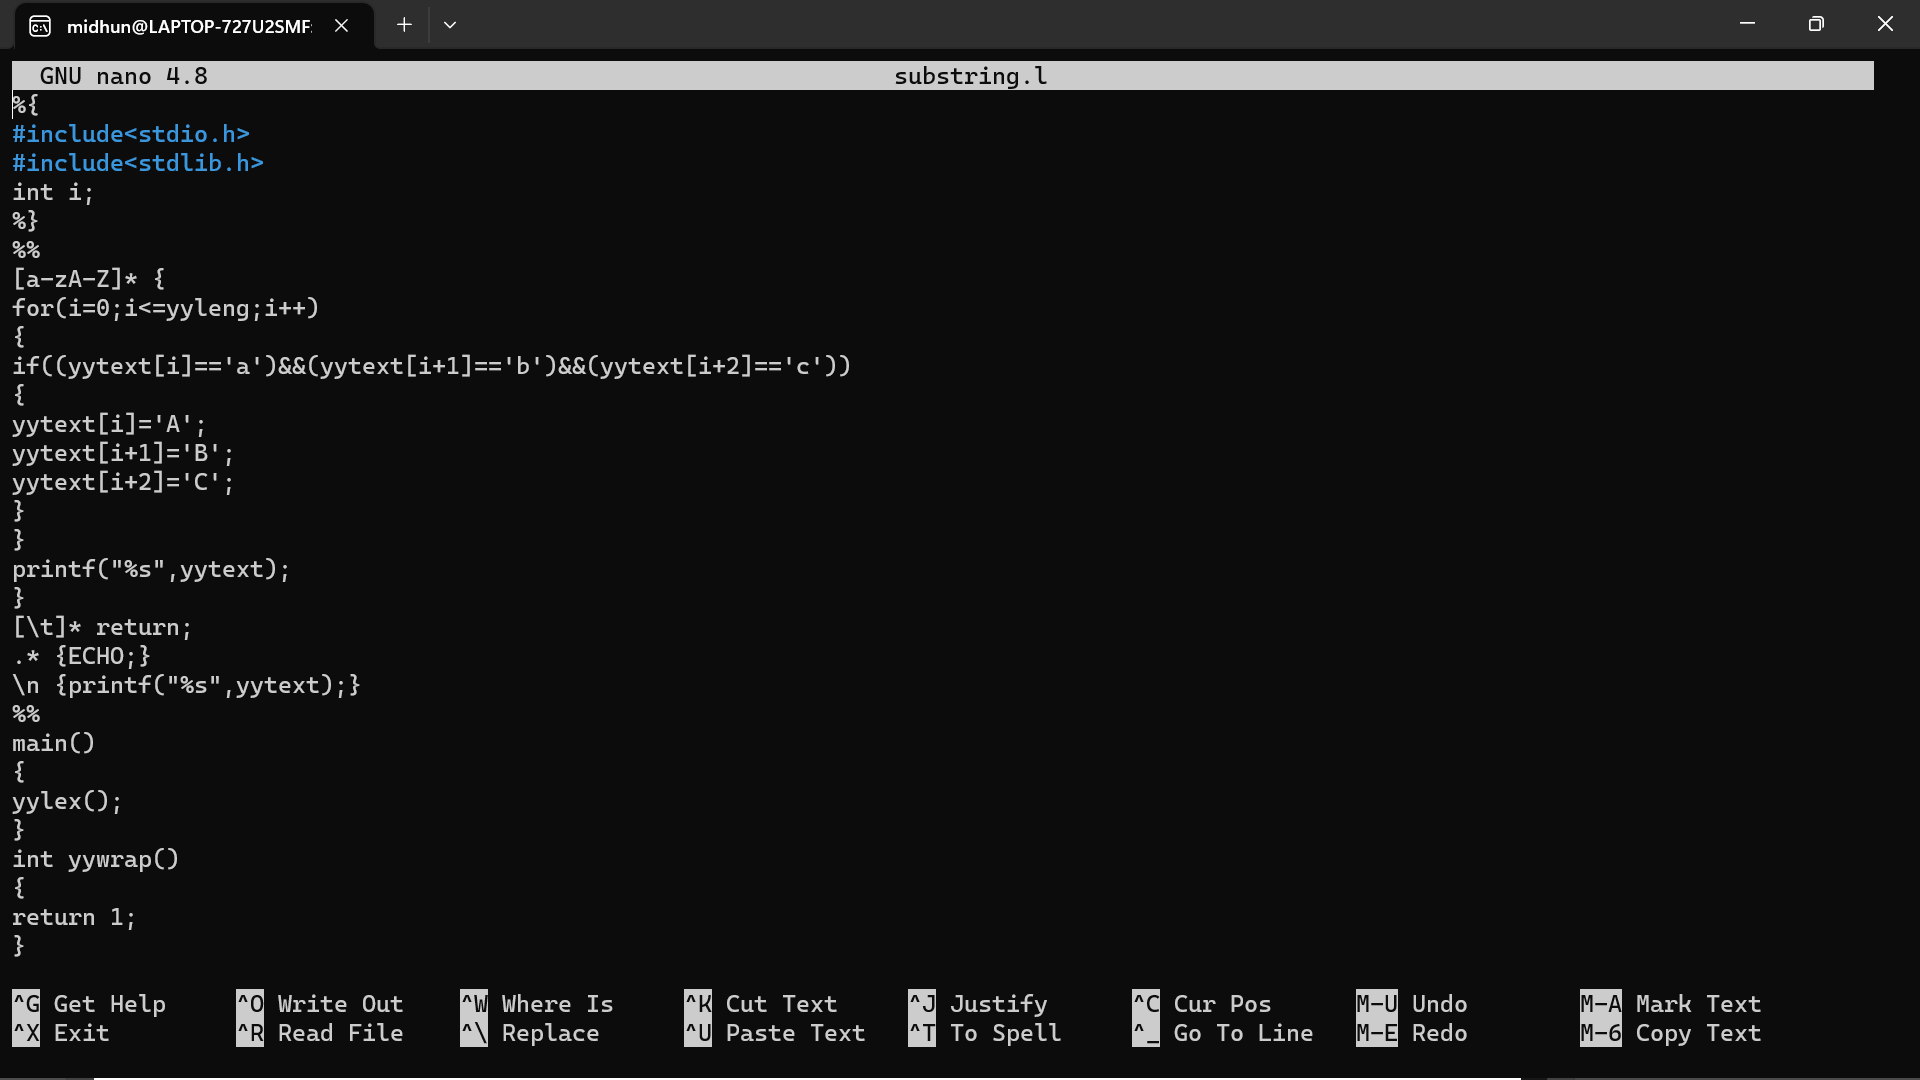 midhun@LAPTOP-727U2SMF:
GNU nano 4.8 substring.l
%{
#include<stdio.h>
#include<stdlib.h>
int i;
%}
%%
[a-zA-Z]* {
for(i=0;i<=yyleng;i++)
{
if((yytext[i]=='a')&&(yytext[i+1]=='b')&&(yytext[i+2]=='c'))
{
yytext[i]='A';
yytext[i+1]='B';
yytext[i+2]='C';
}
}
printf("%s",yytext);
}
[\t]* return;
.* {ECHO;}
\n {printf("%s",yytext);}
%%
main()
{
yylex();
}
int yywrap()
{
return 1;
}
^G Get Help ^O Write Out ^W Where Is ^K Cut Text ^J Justify ^C Cur Pos M-U Undo M-A Mark Text
^X Exit ^R Read File ^\ Replace ^U Paste Text ^T To Spell ^_ Go To Line M-E Redo M-6 Copy Text